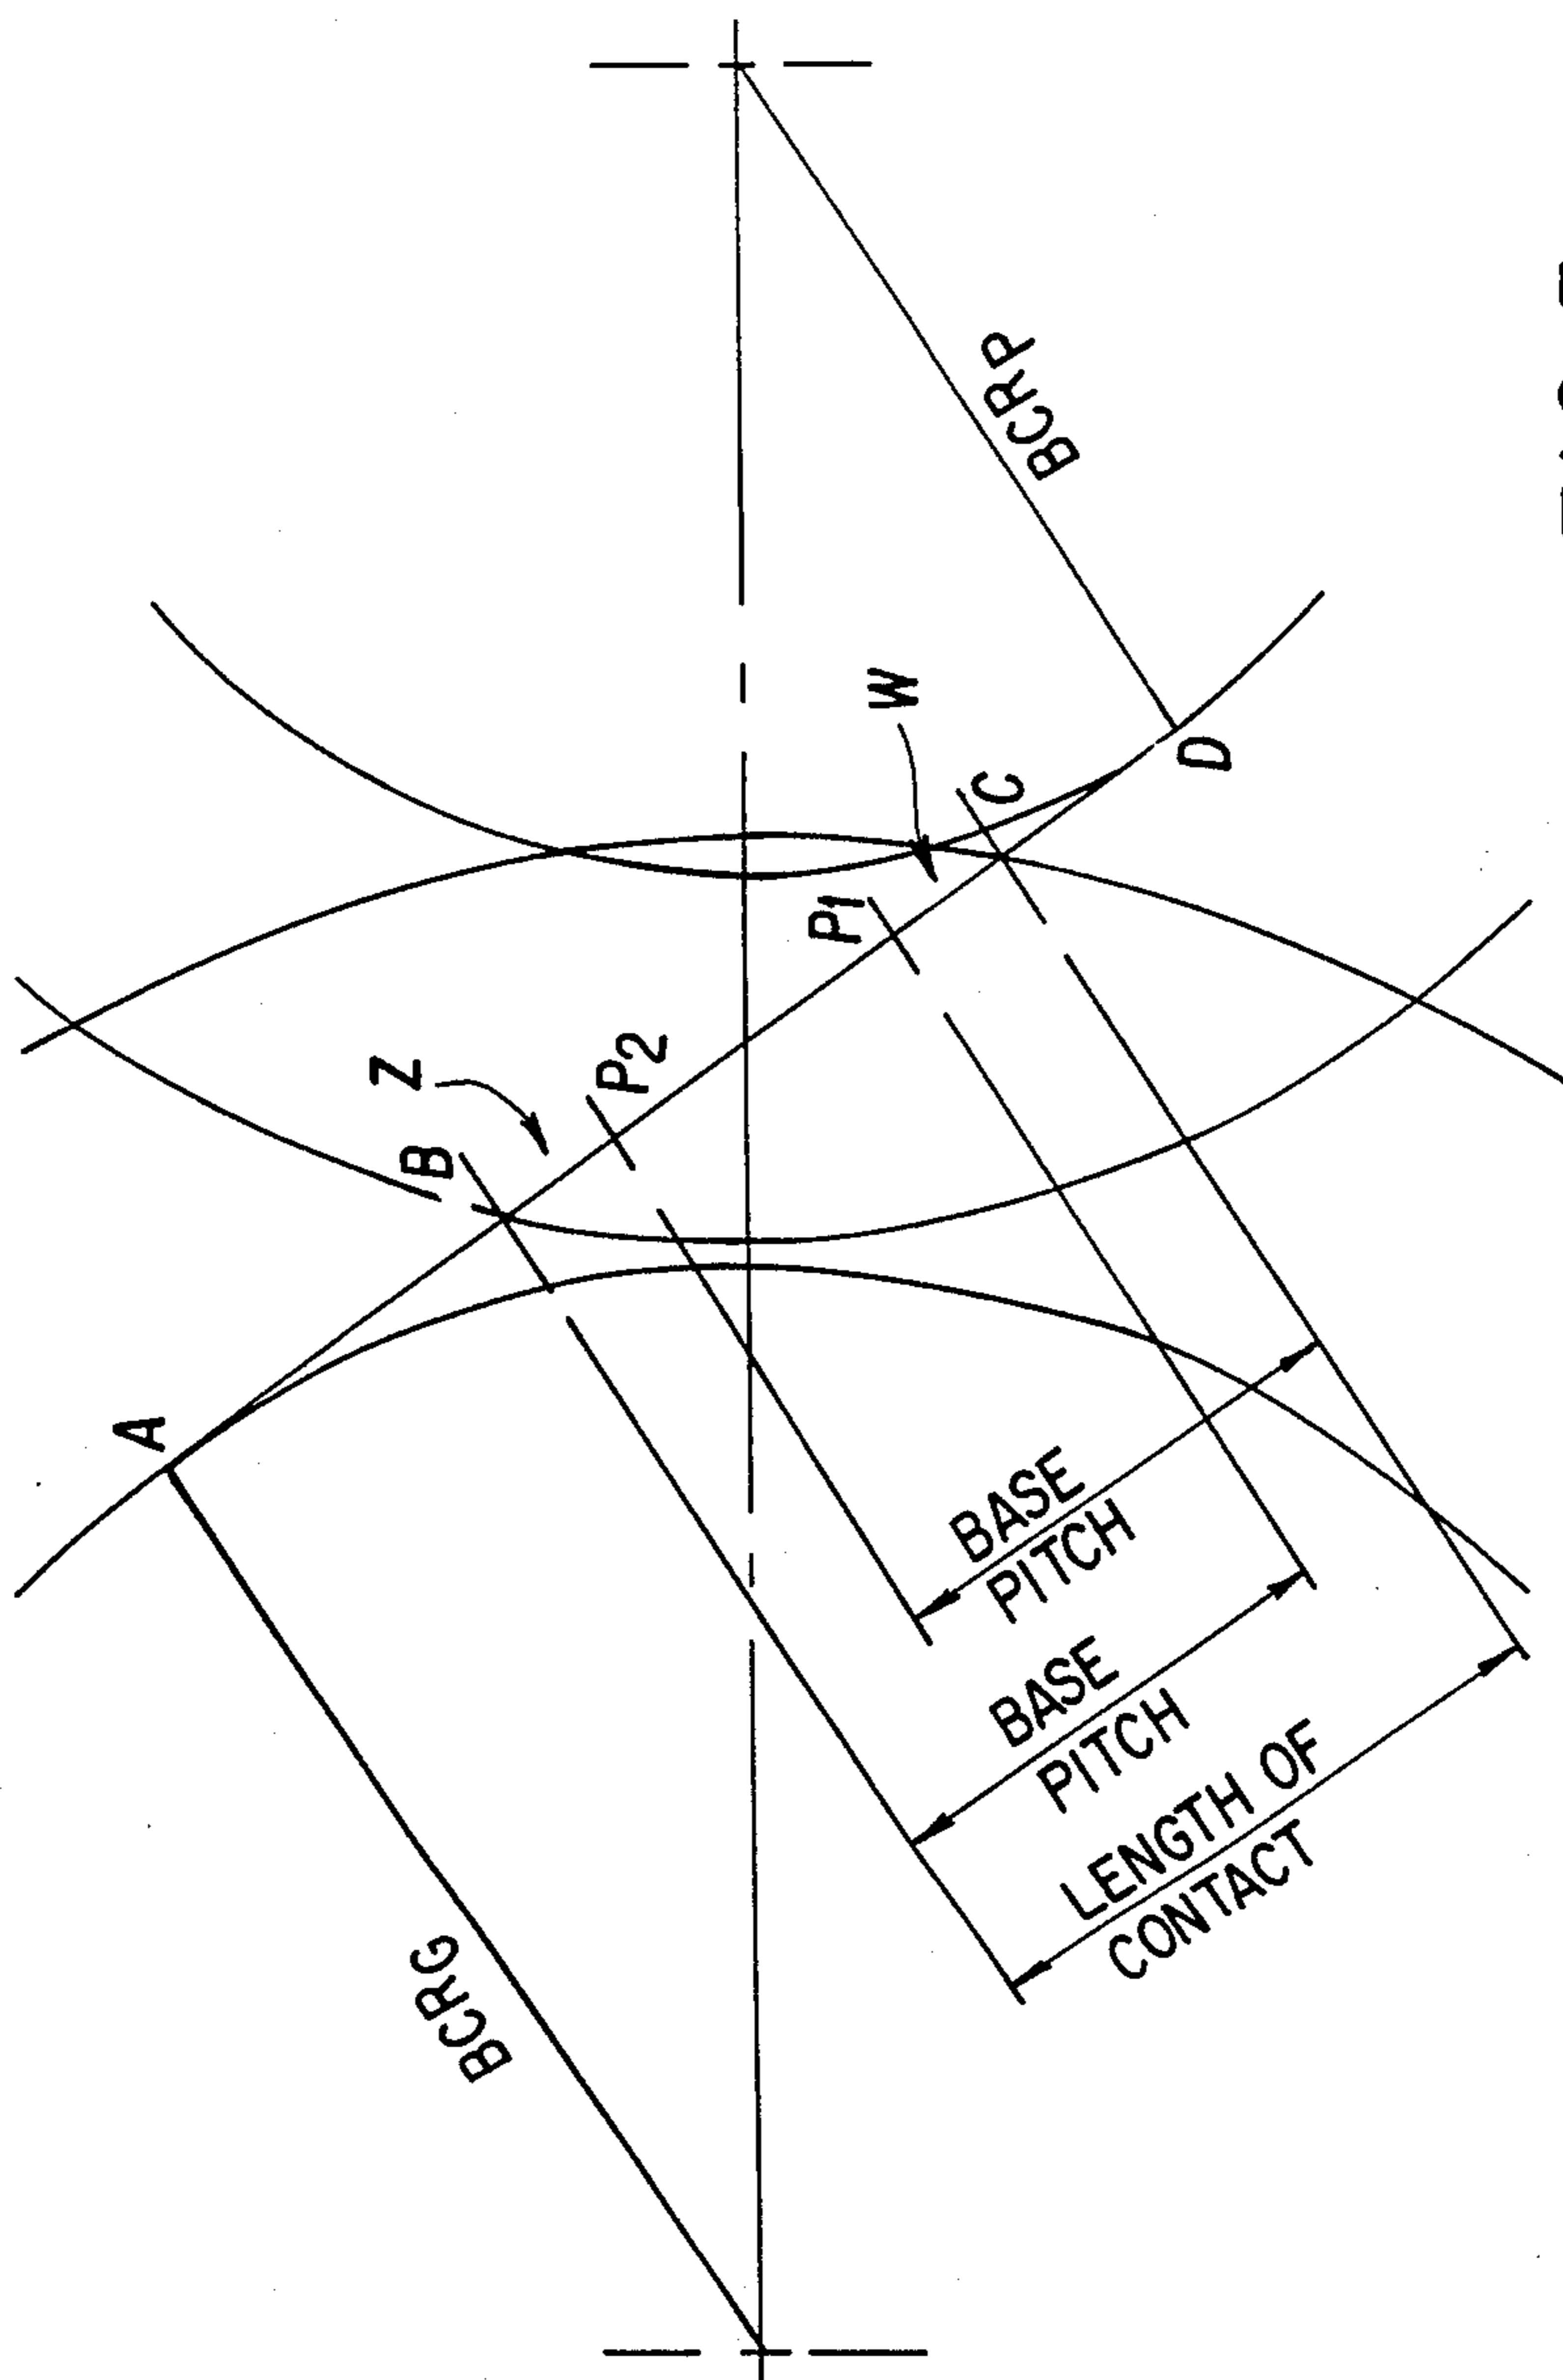 BCRP
W
C
D
P1
P2
Z
B
A
BASE
PITCH
BASE
PITCH
LENGTH OF
CONTACT
BCRG